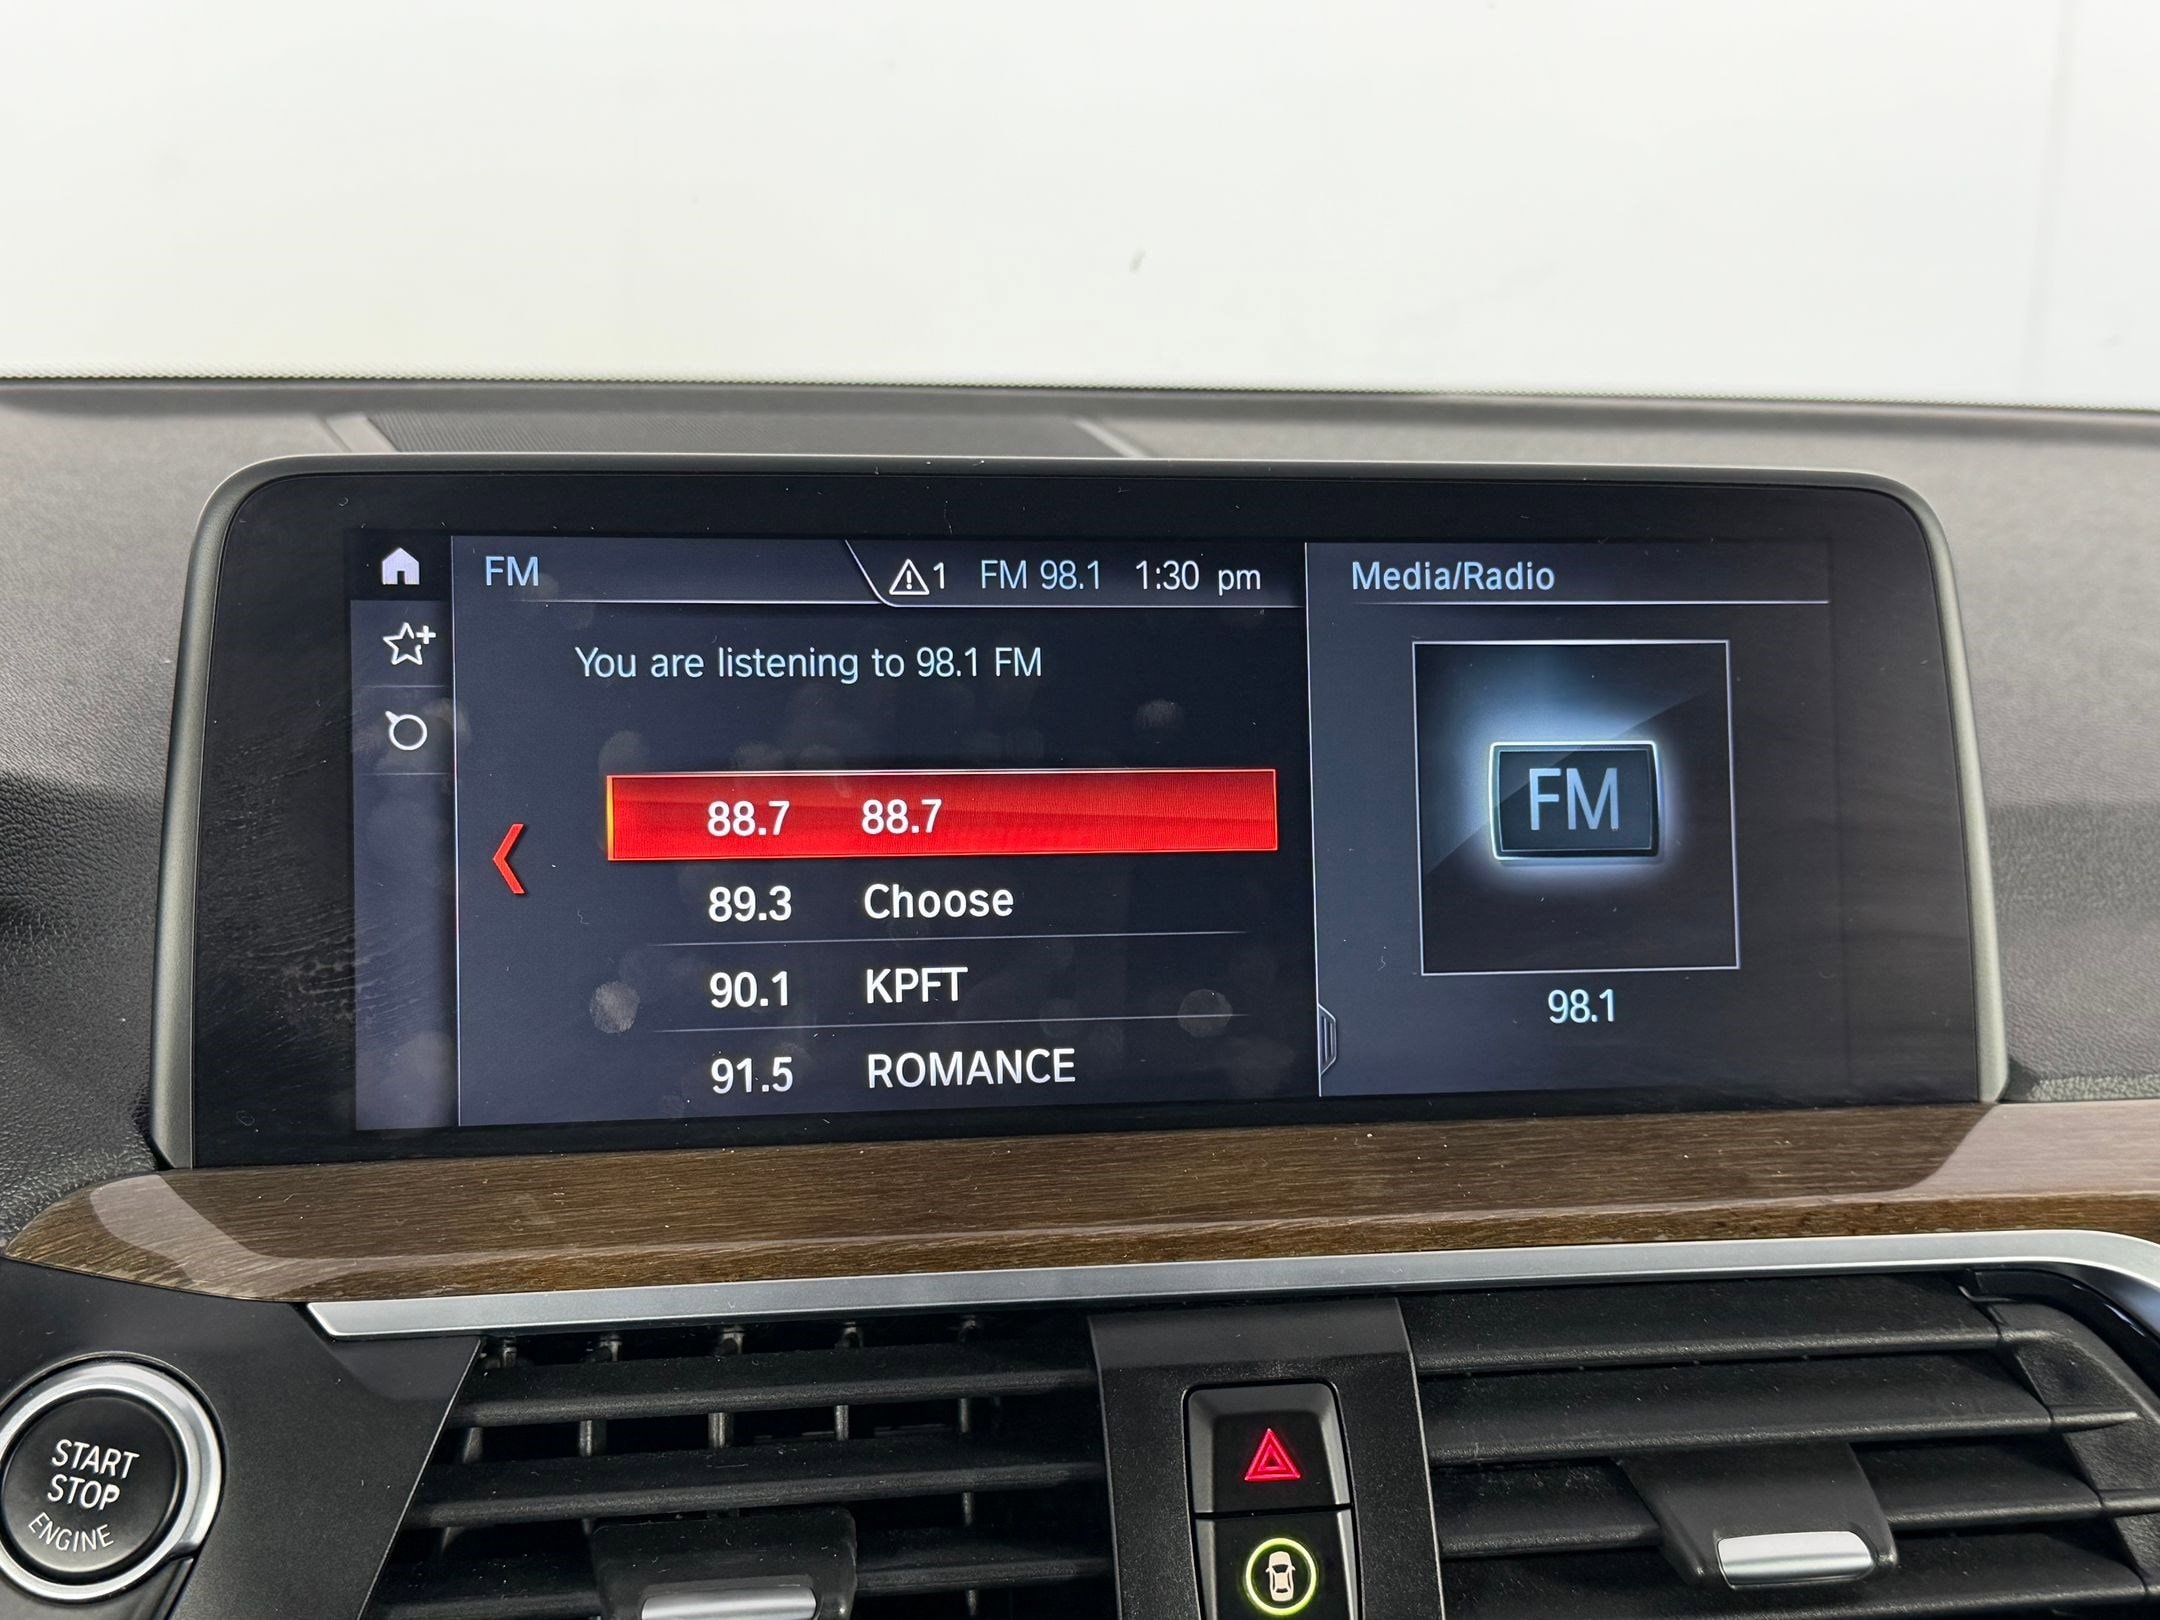 FM
1 FM 98.1 1:30 pm
Media/Radio
You are listening to 98.1 FM
88.7 88.7
89.3 Choose
90.1 KPFT
91.5 ROMANCE
FM
98.1
START
STOP
ENGINE